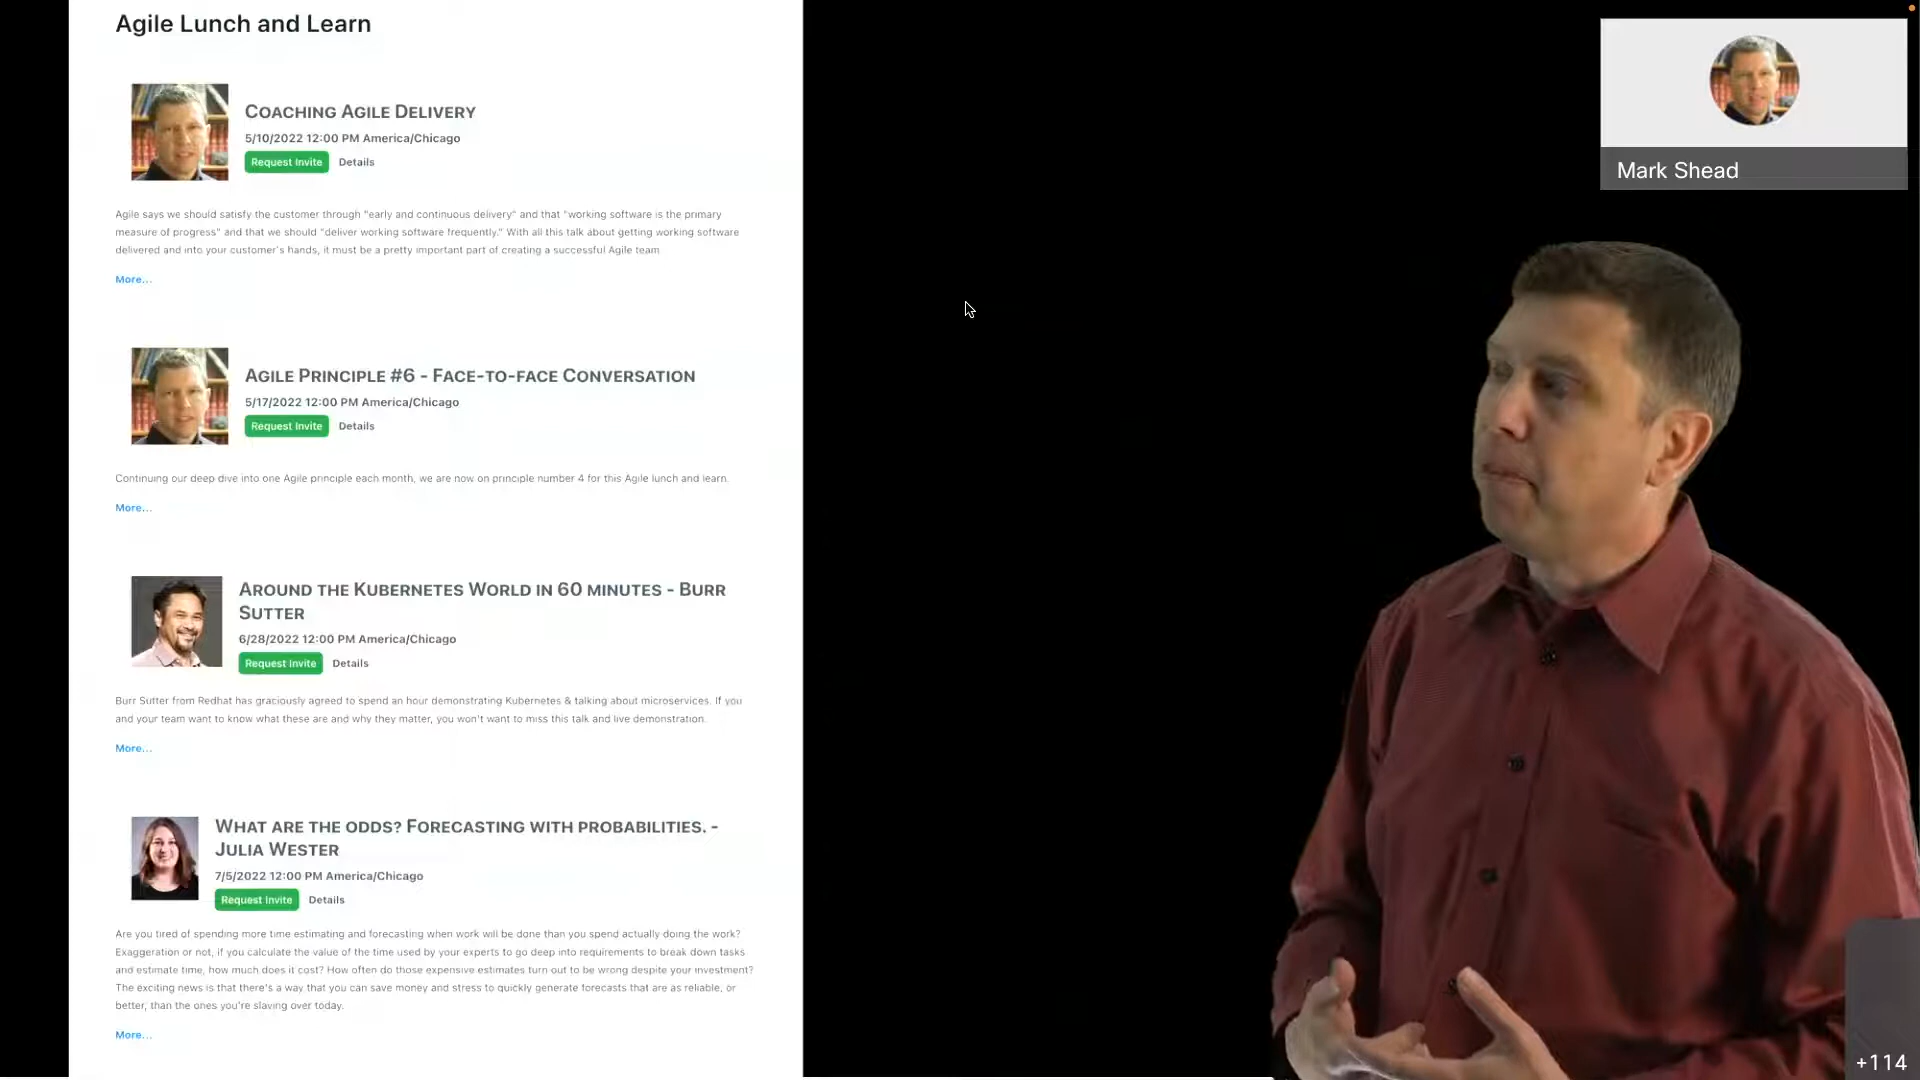 Agile Lunch and Learn
COACHING AGILE DELIVERY
5/10/2022 12:00 PM America/Chicago
Request Invite Details
Agile says we should satisfy the customer through "early and continuous delivery" and that "working software is the primary
measure of progress" and that we should "deliver working software frequently." With all this talk about getting working software
delivered and into your customer's hands, it must be a pretty important part of creating a successful Agile team
More...
AGILE PRINCIPLE #6 - FACE-TO-FACE CONVERSATION
5/17/2022 12:00 PM America/Chicago
Request Invite Details
Continuing our deep dive into one Agile principle each month, we are now on principle number 4 for this Agile lunch and learn.
More...
AROUND THE KUBERNETES WORLD IN 60 MINUTES - BURR
SUTTER
6/28/2022 12:00 PM America/Chicago
Request Invite Details
Burr Sutter from Redhat has graciously agreed to spend an hour demonstrating Kubernetes & talking about microservices. If you
and your team want to know what these are and why they matter, you won't want to miss this talk and live demonstration.
More...
WHAT ARE THE ODDS? FORECASTING WITH PROBABILITIES. -
JULIA WESTER
7/5/2022 12:00 PM America/Chicago
Request Invite Details
Are you tired of spending more time estimating and forecasting when work will be done than you spend actually doing the work?
Exaggeration or not, if you calculate the value of the time used by your experts to go deep into requirements to break down tasks
and estimate time, how much does it cost? How often do those expensive estimates turn out to be wrong despite your investment?
The exciting news is that there's a way that you can save money and stress to quickly generate forecasts that are as reliable, or
better, than the ones you're slaving over today.
More...
Mark Shead
+114